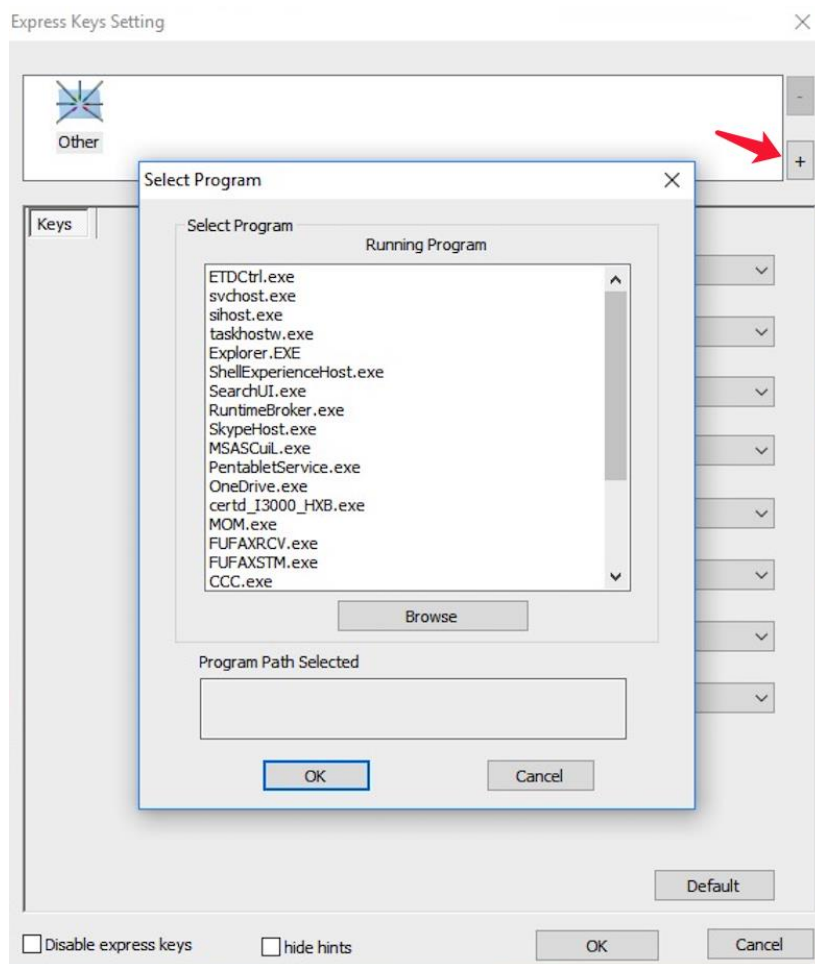 Express Keys Setting
-
Other
+
Select Program
Keys
Select Program
Running Program
ETDCtrl.exe
svchost.exe
sihost.exe
taskhostw.exe
Explorer.EXE
ShellExperienceHost.exe
SearchUI.exe
RuntimeBroker.exe
SkypeHost.exe
MSASCuiL.exe
PentabletService.exe
OneDrive.exe
certd_I3000_HXB.exe
MOM.exe
FUFAXRCV.exe
FUFAXSTM.exe
CCC.exe
Browse
Program Path Selected
OK Cancel
Default
Disable express keys hide hints OK Cancel